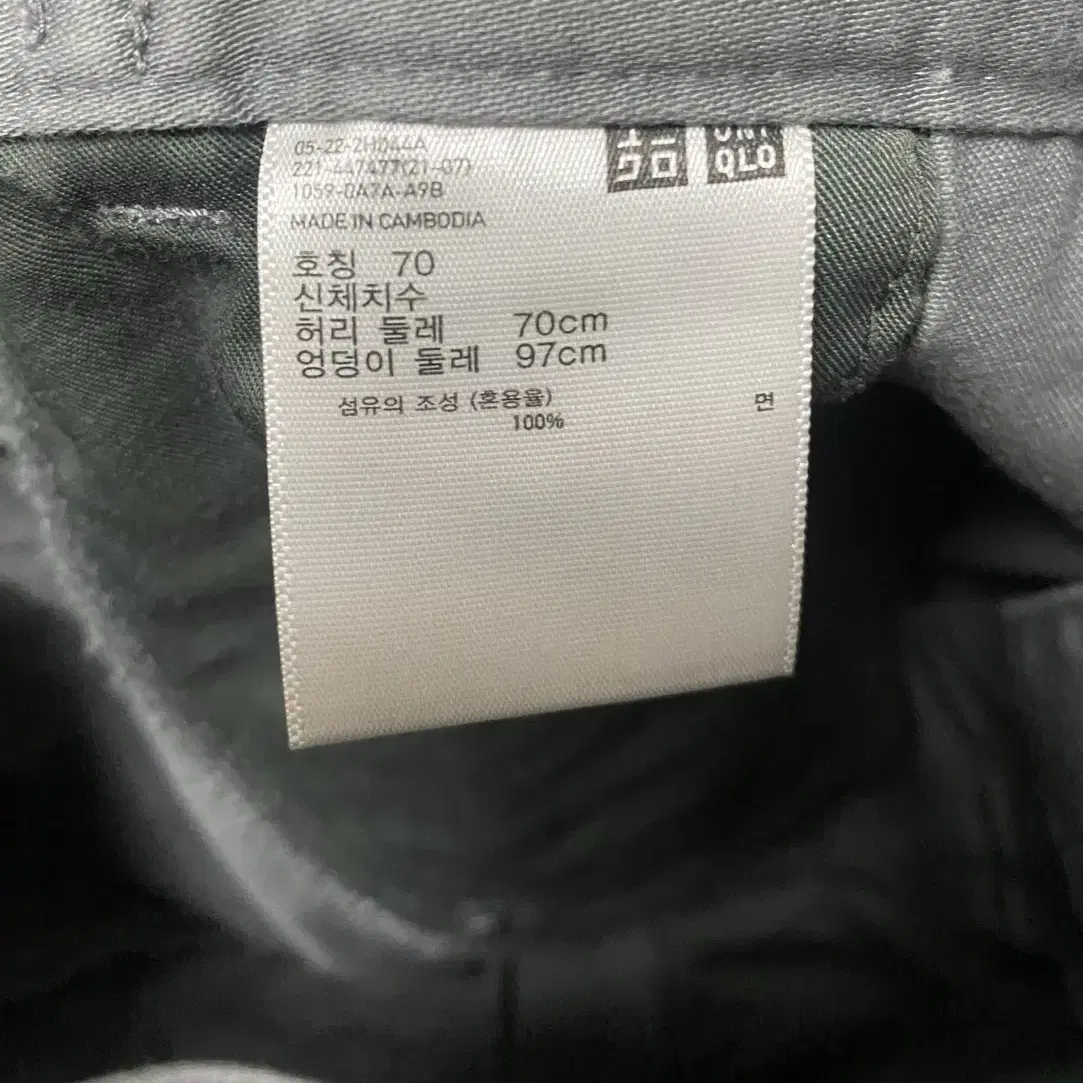 05-22-2H044A
221-447477(21-07)
1059-0A7A-A9B
MADE IN CAMBODIA
クロ
UNI
QLO
호칭 70
신체치수
허리 둘레 70cm
엉덩이 둘레 97cm
섬유의 조성 (혼용율) 면
100%